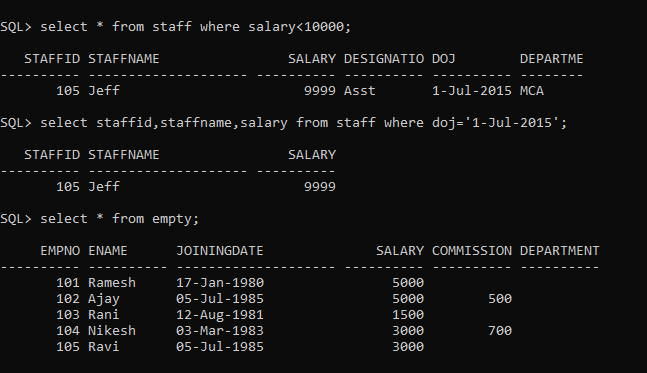 SQL> select * from staff where salary<10000;
   STAFFID STAFFNAME                SALARY DESIGNATIO DOJ        DEPARTME
---------- -------------------- ---------- ---------- ---------- --------
       105 Jeff                       9999 Asst       1-Jul-2015 MCA
SQL> select staffid,staffname,salary from staff where doj='1-Jul-2015';
   STAFFID STAFFNAME                SALARY
---------- -------------------- ----------
       105 Jeff                       9999
SQL> select * from empty;
     EMPNO ENAME      JOININGDATE              SALARY COMMISSION DEPARTMENT
---------- ---------- -------------------- ---------- ---------- ----------
       101 Ramesh     17-Jan-1980                5000
       102 Ajay       05-Jul-1985                5000        500
       103 Rani       12-Aug-1981                1500
       104 Nikesh     03-Mar-1983                3000        700
       105 Ravi       05-Jul-1985                3000